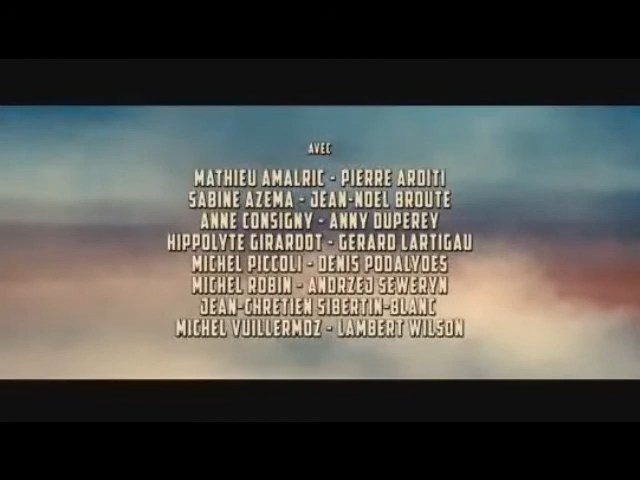 AVEC
MATHIEU AMALRIC - PIERRE ARDITI
SABINE AZEMA - JEAN-NOEL BROUTE
ANNE CONSIGNY - ANNY DUPEREY
HIPPOLYTE GIRARDOT - GERARD LARTIGAU
MICHEL PICCOLI - DENIS PODALYDES
MICHEL ROBIN - ANDRZEJ SEWERYN
JEAN-CHRETIEN SIBERTIN-BLANC
MICHEL VUILLERMOZ - LAMBERT WILSON